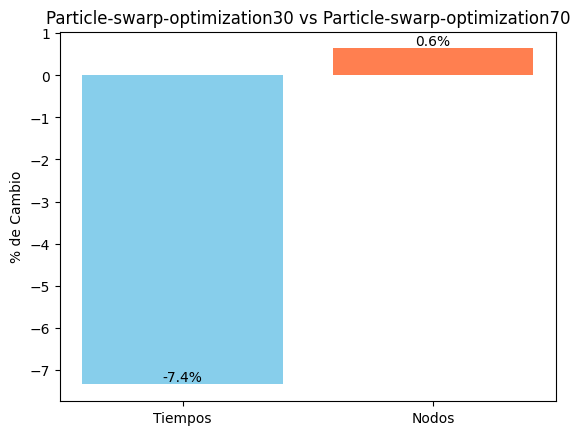 Particle-swarp-optimization30 vs Particle-swarp-optimization70
% de Cambio
1
0
−1
−2
−3
−4
−5
−6
−7
0.6%
-7.4%
Tiempos
Nodos